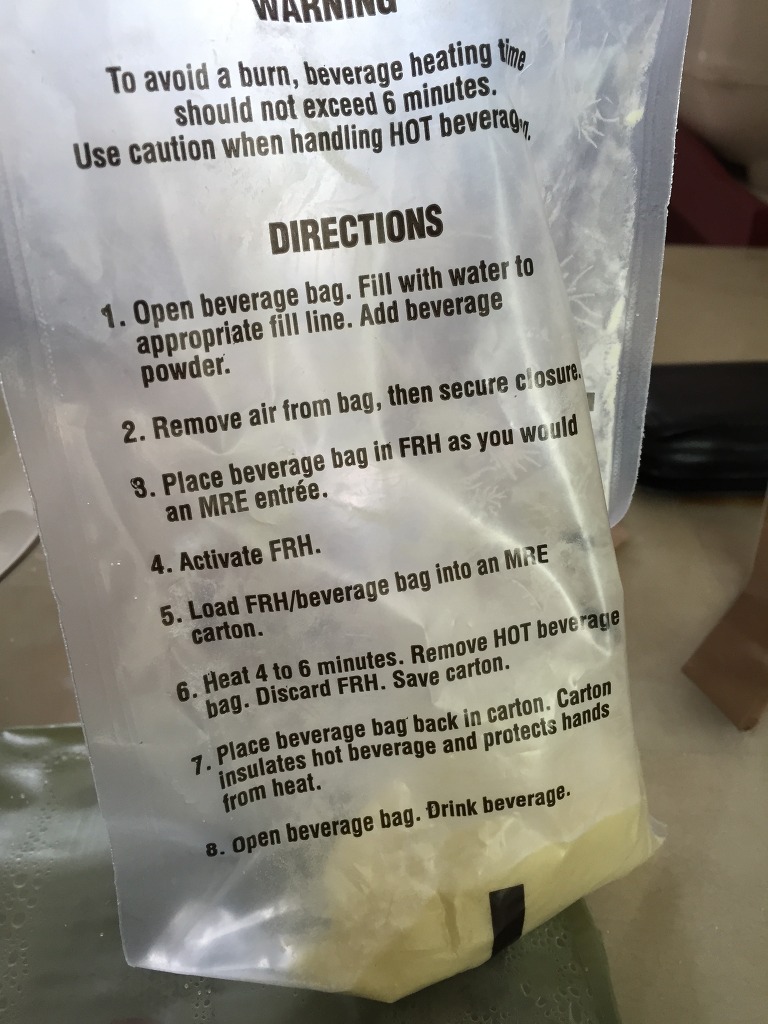 WARNING
To avoid a burn, beverage heating time
should not exceed 6 minutes.
Use caution when handling HOT beverage.
DIRECTIONS
1. Open beverage bag. Fill with water to
appropriate fill line. Add beverage
powder.
2. Remove air from bag, then secure closure.
3. Place beverage bag in FRH as you would
an MRE entrée.
4. Activate FRH.
5. Load FRH/beverage bag into an MRE
carton.
6. Heat 4 to 6 minutes. Remove HOT beverage
bag. Discard FRH. Save carton.
7. Place beverage bag back in carton. Carton
insulates hot beverage and protects hands
from heat.
8. Open beverage bag. Drink beverage.